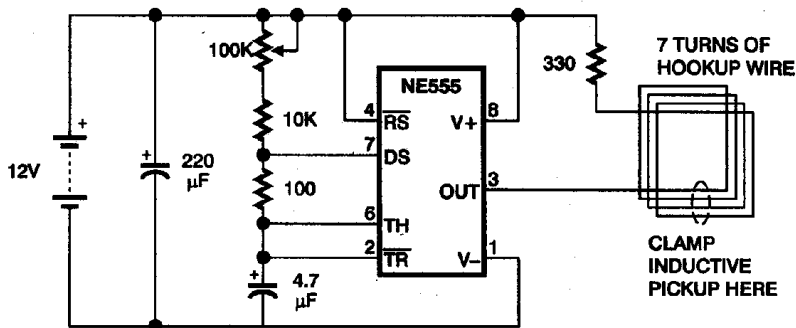 100K
10K
100
12V
+
+
220
µF
+
4.7
µF
NE555
4
RS
7
DS
6
TH
2
TR
V+
8
OUT
3
V–
1
330
7 TURNS OF
HOOKUP WIRE
CLAMP
INDUCTIVE
PICKUP HERE